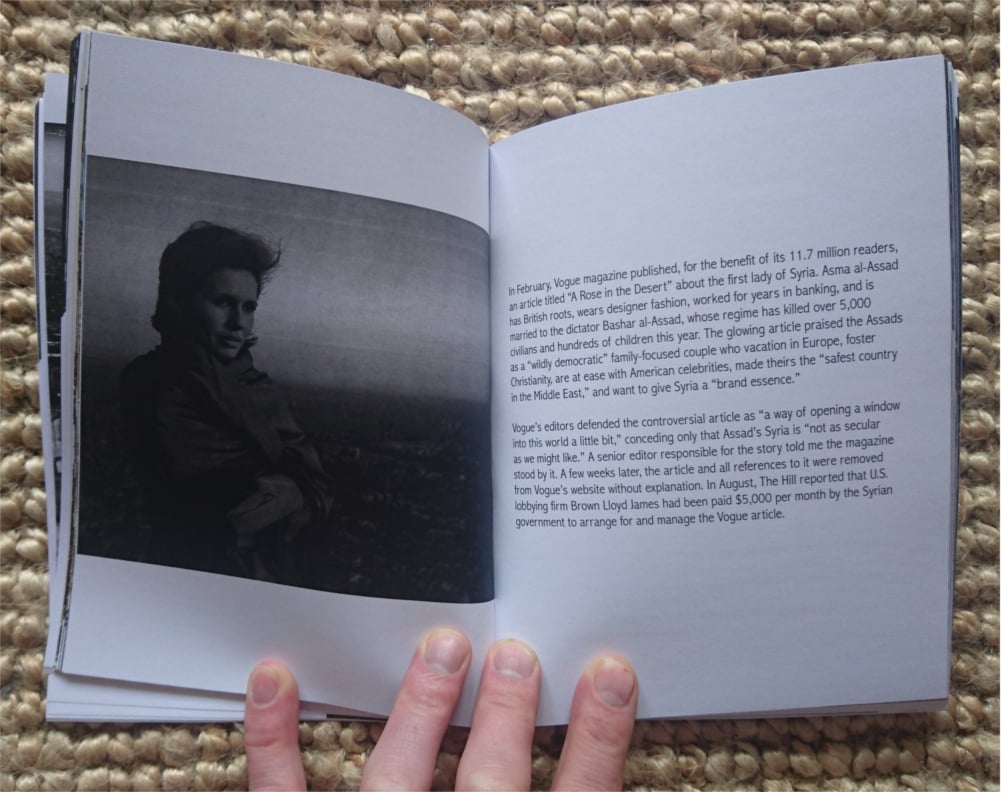 In February, Vogue magazine published, for the benefit of its 11.7 million readers,
an article titled “A Rose in the Desert” about the first lady of Syria. Asma al-Assad
has British roots, wears designer fashion, worked for years in banking, and is
married to the dictator Bashar al-Assad, whose regime has killed over 5,000
civilians and hundreds of children this year. The glowing article praised the Assads
as a “wildly democratic” family-focused couple who vacation in Europe, foster
Christianity, are at ease with American celebrities, made theirs the “safest country
in the Middle East,” and want to give Syria a “brand essence.”
Vogue's editors defended the controversial article as “a way of opening a window
into this world a little bit,” conceding only that Assad's Syria is “not as secular
as we might like.” A senior editor responsible for the story told me the magazine
stood by it. A few weeks later, the article and all references to it were removed
from Vogue's website without explanation. In August, The Hill reported that U.S.
lobbying firm Brown Lloyd James had been paid $5,000 per month by the Syrian
government to arrange for and manage the Vogue article.